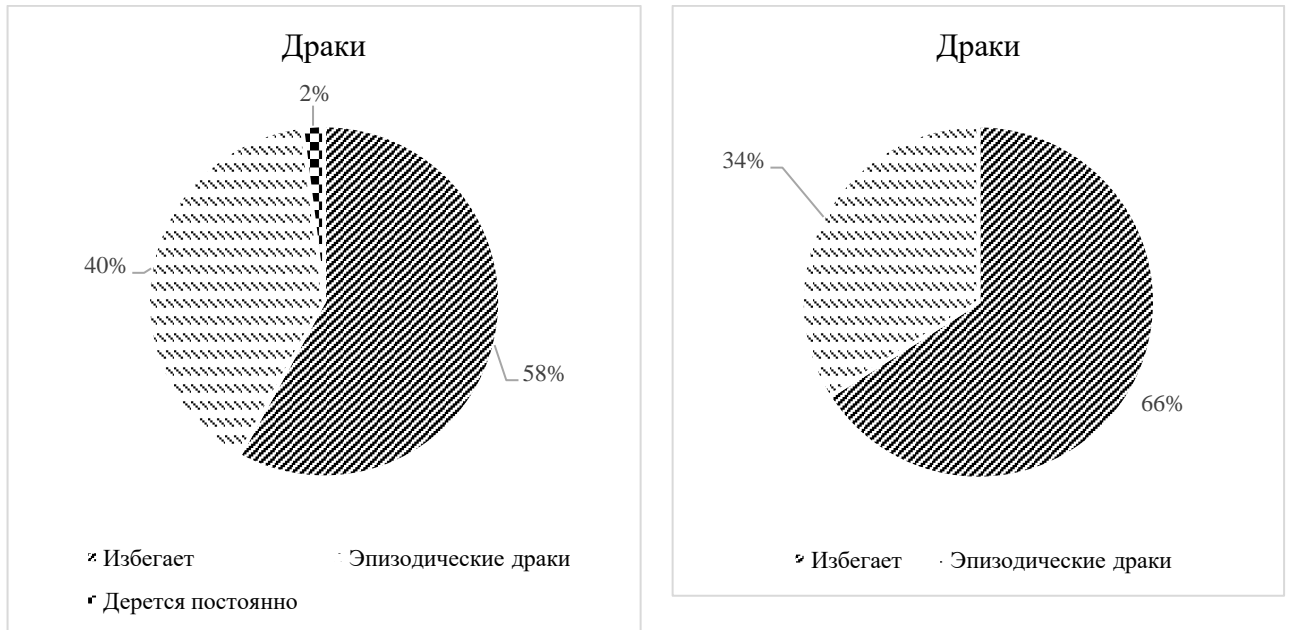 Драки
2%
40%
58%
Избегает
Эпизодические драки
Дерется постоянно
Драки
34%
66%
Избегает
Эпизодические драки